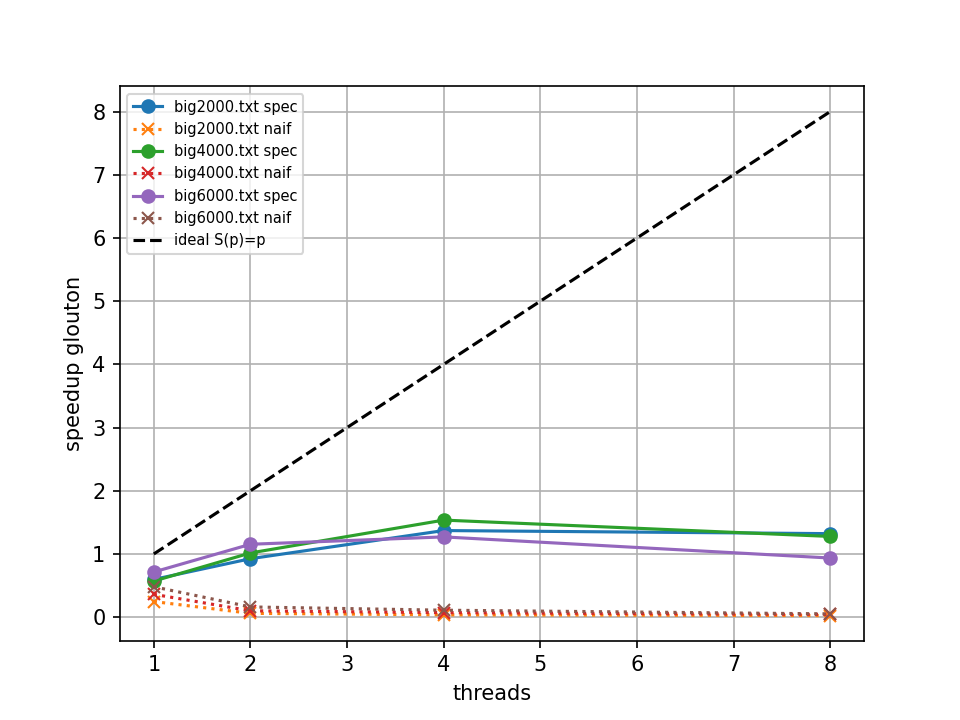 big2000.txt spec
big2000.txt naif
big4000.txt spec
big4000.txt naif
big6000.txt spec
big6000.txt naif
ideal S(p)=p
speedup glouton
8
7
6
5
4
3
2
1
0
1 2 3 4 5 6 7 8
threads